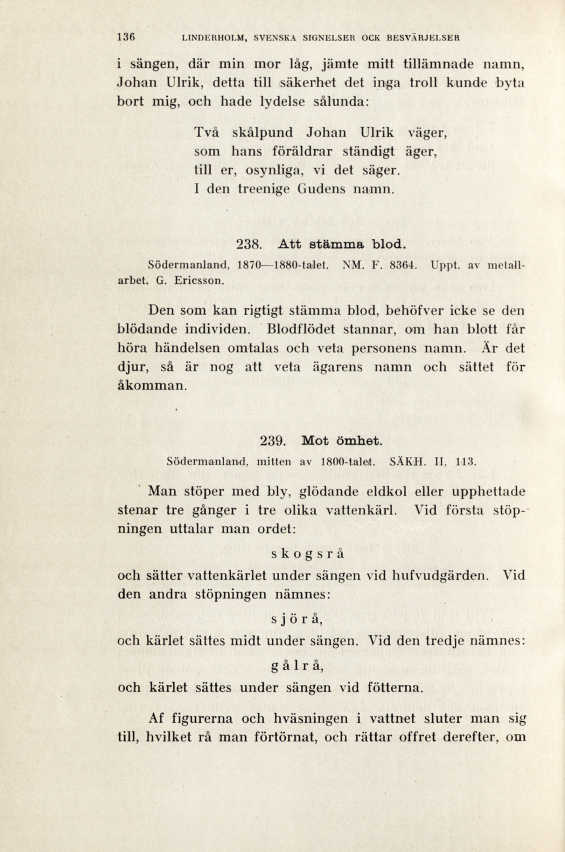 136 LINDERHOLM, SVENSKA SIGNELSER OCK BESVÄRJELSER
i sängen, där min mor låg, jämte mitt tillämnade namn,
Johan Ulrik, detta till säkerhet det inga troll kunde byta
bort mig, och hade lydelse sålunda:
Två skålpund Johan Ulrik väger,
som hans föräldrar ständigt äger,
till er, osynliga, vi det säger.
I den treenige Gudens namn.
238. Att stämma blod.
Södermanland, 1870—1880-talet. NM. F. 8364. Uppt. av metall-
arbet. G. Ericsson.
Den som kan rigtigt stämma blod, behöfver icke se den
blödande individen. Blodflödet stannar, om han blott får
höra händelsen omtalas och veta personens namn. Är det
djur, så är nog att veta ägarens namn och sättet för
åkomman.
239. Mot ömhet.
Södermanland, mitten av 1800-talet. SÄKH. II, 113.
Man stöper med bly, glödande eldkol eller upphettade
stenar tre gånger i tre olika vattenkärl. Vid första stöp-
ningen uttalar man ordet:
skogsrå
och sätter vattenkärlet under sängen vid hufvudgärden. Vid
den andra stöpningen nämnes:
sjörå,
och kärlet sättes midt under sängen. Vid den tredje nämnes:
gålrå,
och kärlet sättes under sängen vid fötterna.
Af figurerna och hväsningen i vattnet sluter man sig
till, hvilket rå man förtörnat, och rättar offret derefter, om